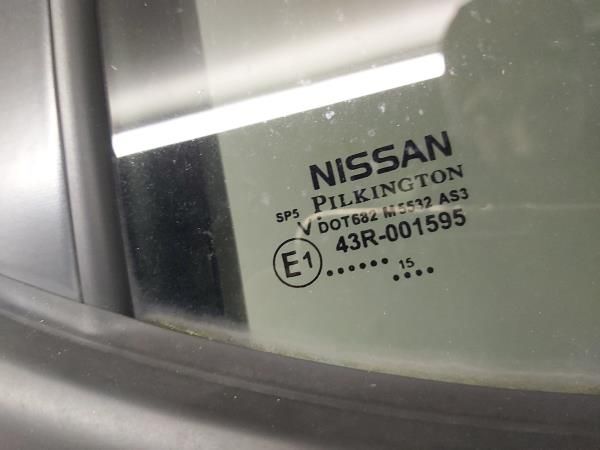 NISSAN
PILKINGTON
SP5
V DOT682 M5532 AS3
E1 43R-001595
...... 15 ....